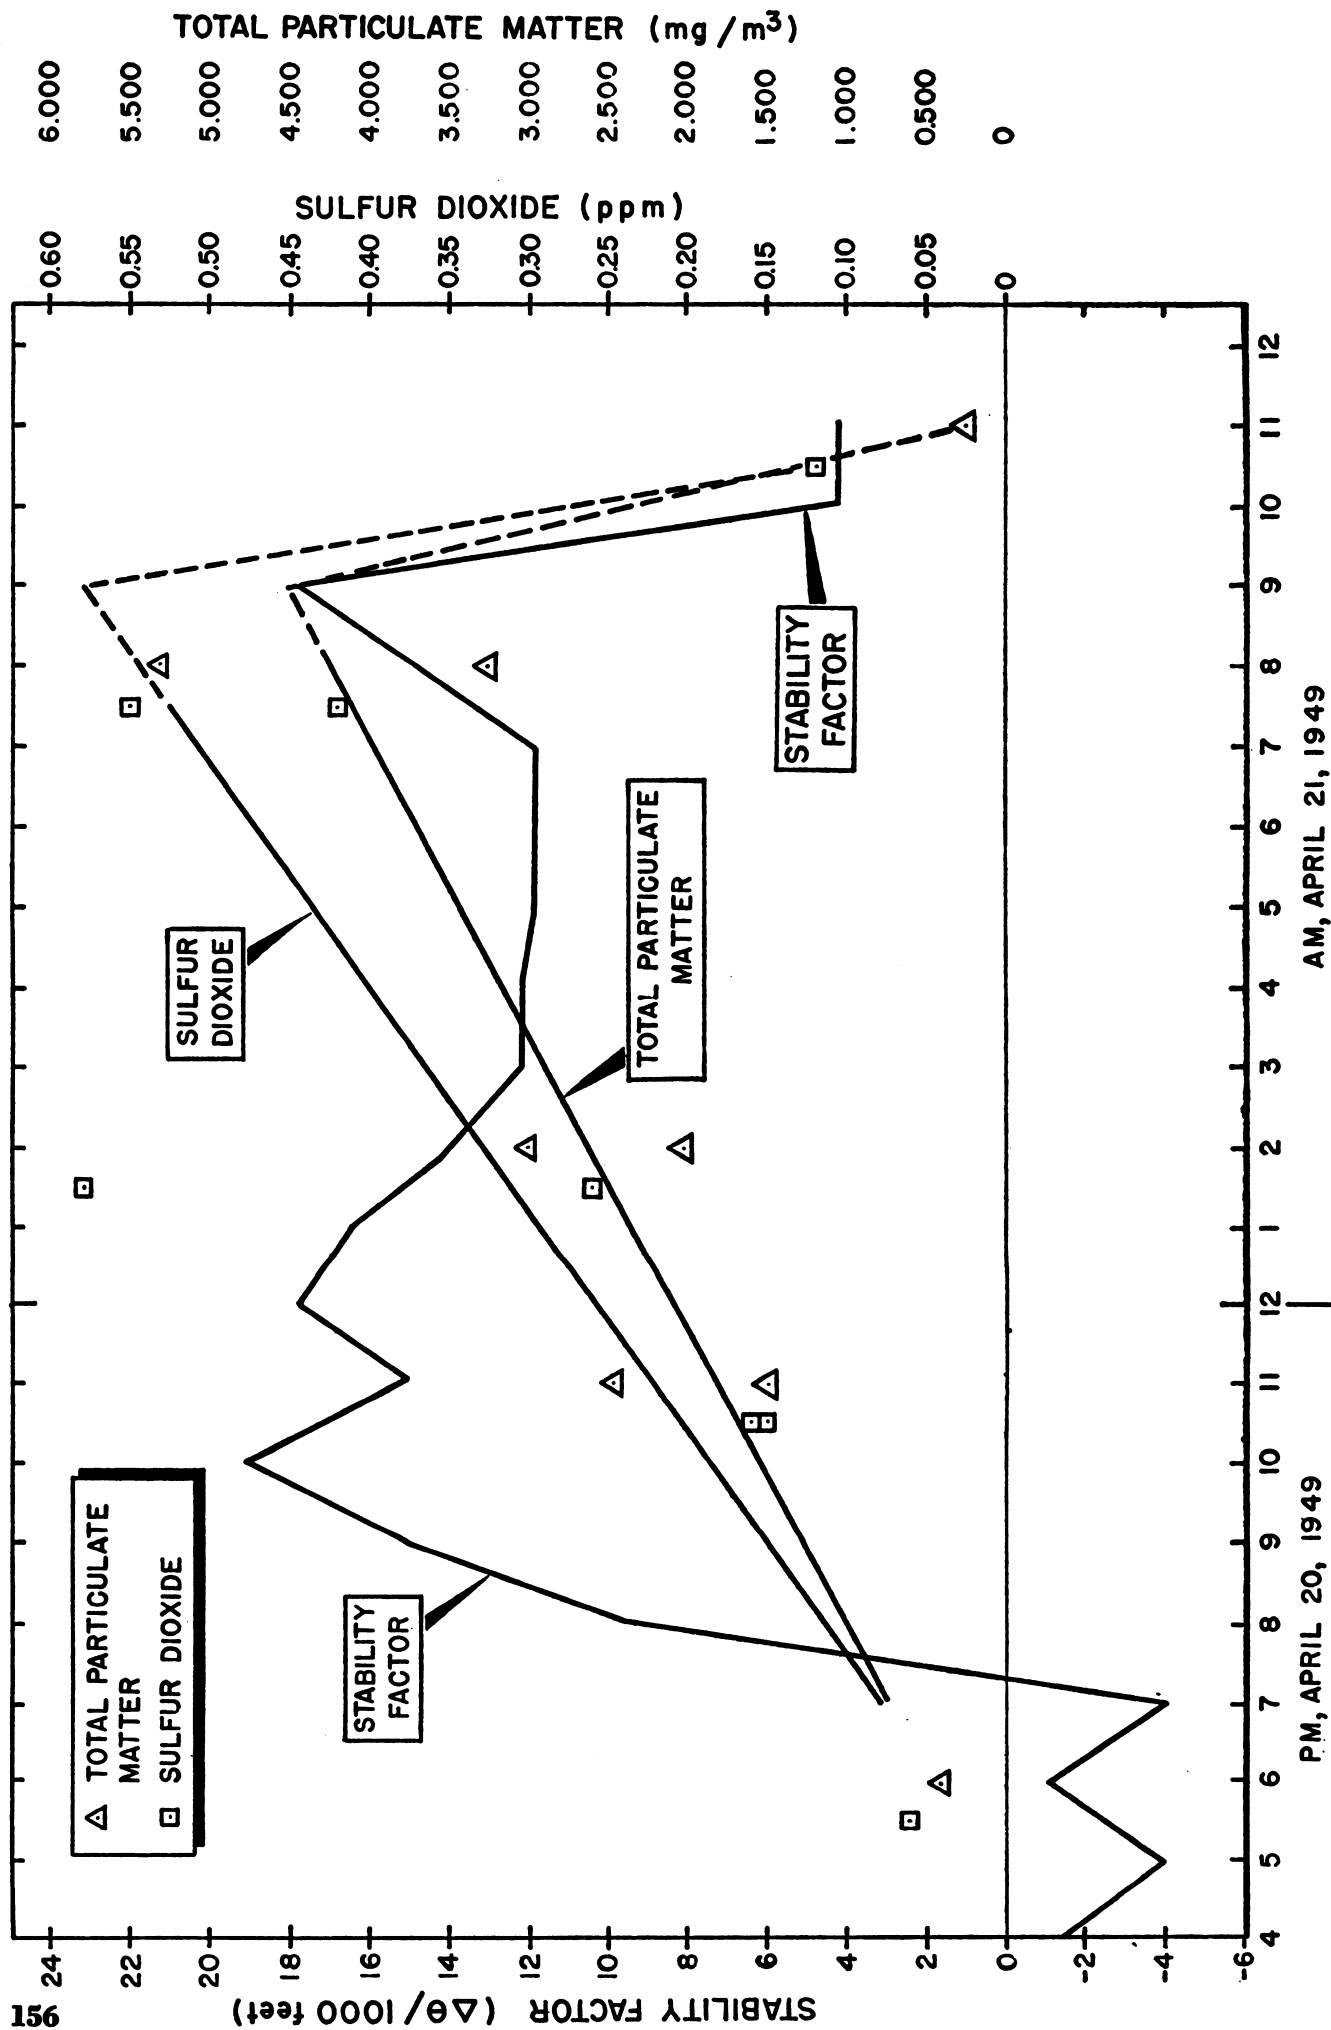 156
TOTAL PARTICULATE MATTER (mg/m³)
6.000
5.500
5.000
4.500
4.000
3.500
3.000
2.500
2.000
1.500
1.000
0.500
0
SULFUR DIOXIDE (ppm)
0.60
0.55
0.50
0.45
0.40
0.35
0.30
0.25
0.20
0.15
0.10
0.05
0
STABILITY FACTOR (Δθ/1000 feet)
24
22
20
18
16
14
12
10
8
6
4
2
0
-2
-4
-6
TOTAL PARTICULATE
MATTER
SULFUR DIOXIDE
STABILITY
FACTOR
SULFUR
DIOXIDE
TOTAL PARTICULATE
MATTER
STABILITY
FACTOR
4 5 6 7 8 9 10 11 12 1 2 3 4 5 6 7 8 9 10 11 12
PM, APRIL 20, 1949
AM, APRIL 21, 1949